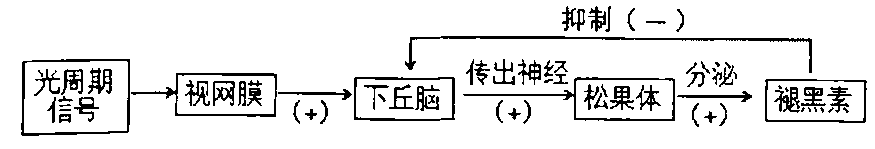 抑制（－）
光周期
信号
视网膜
(+)
下丘脑
传出神经
(+)
松果体
分泌
(+)
褪黑素